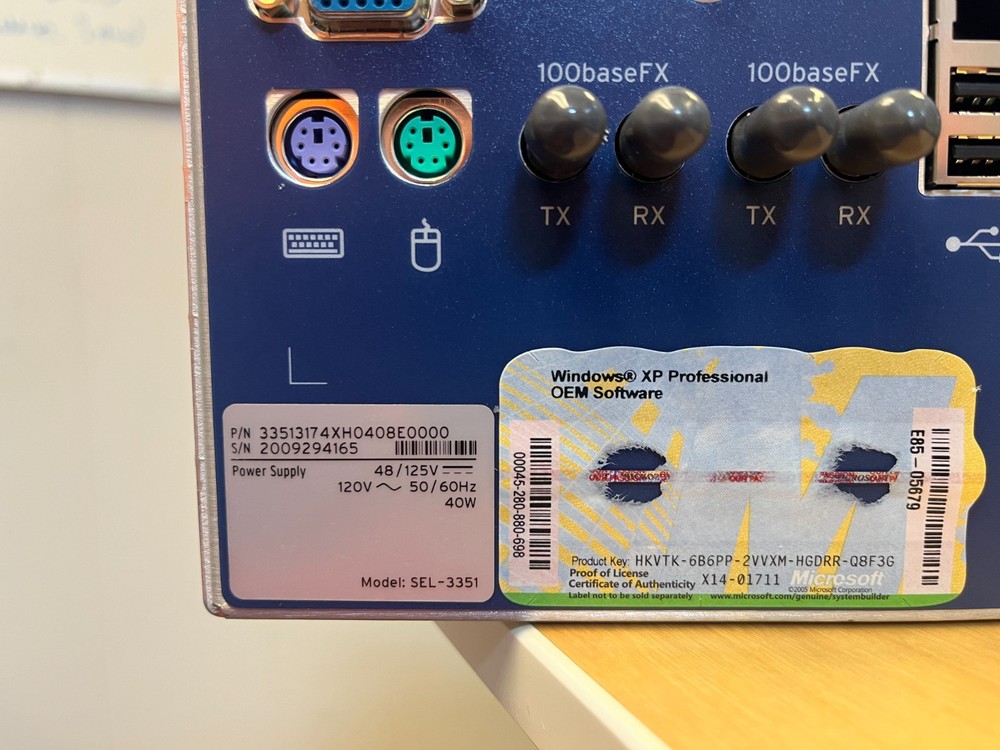 100baseFX 100baseFX
TX RX TX RX
P/N 33513174XH0408E0000
S/N 2009294165
Power Supply 48/125V
120V 50/60Hz
40W
Model: SEL-3351
Windows® XP Professional
OEM Software
00045-280-880-698
E85-05679
Product Key: HKVTK-6B6PP-2VVXM-HGDRR-Q8F3G
Proof of License
Certificate of Authenticity X14-01711 Microsoft
©2005 Microsoft Corporation
Label not to be sold separately www.microsoft.com/genuine/systembuilder